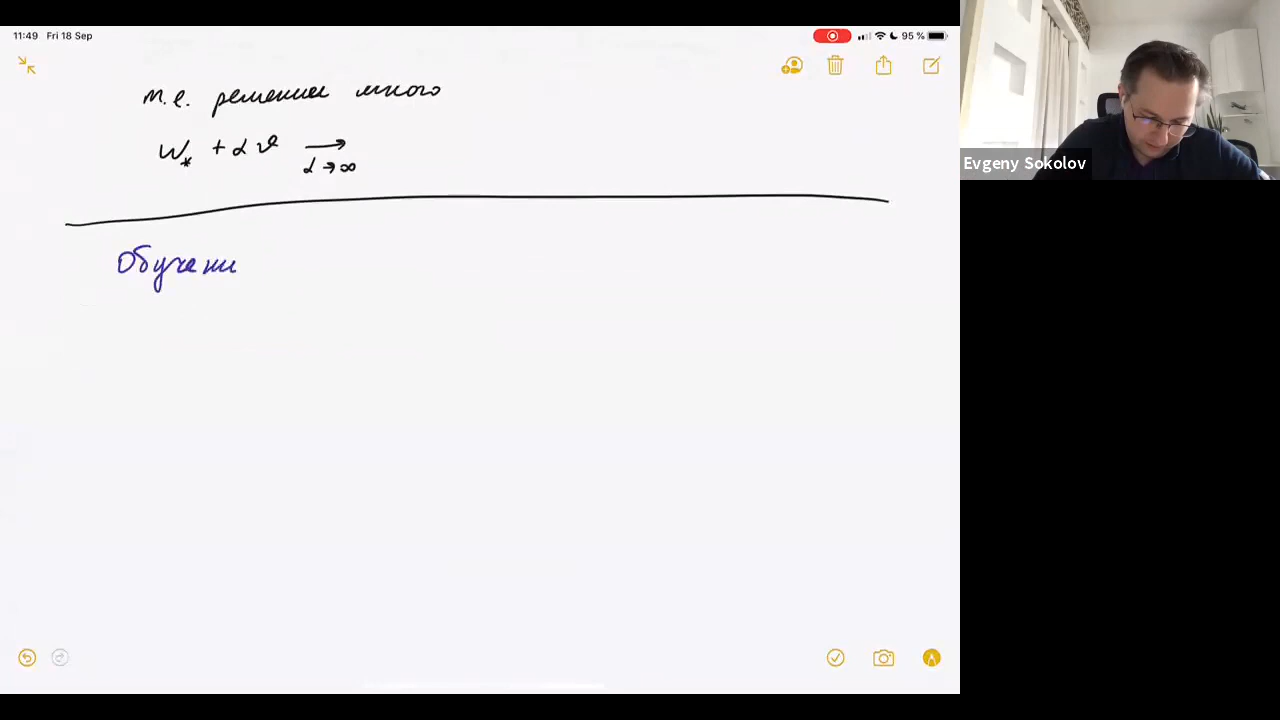 11:49 Fri 18 Sep 95 %
т.е. решений много
w* + αv →
α → ∞
Обучени
Evgeny Sokolov